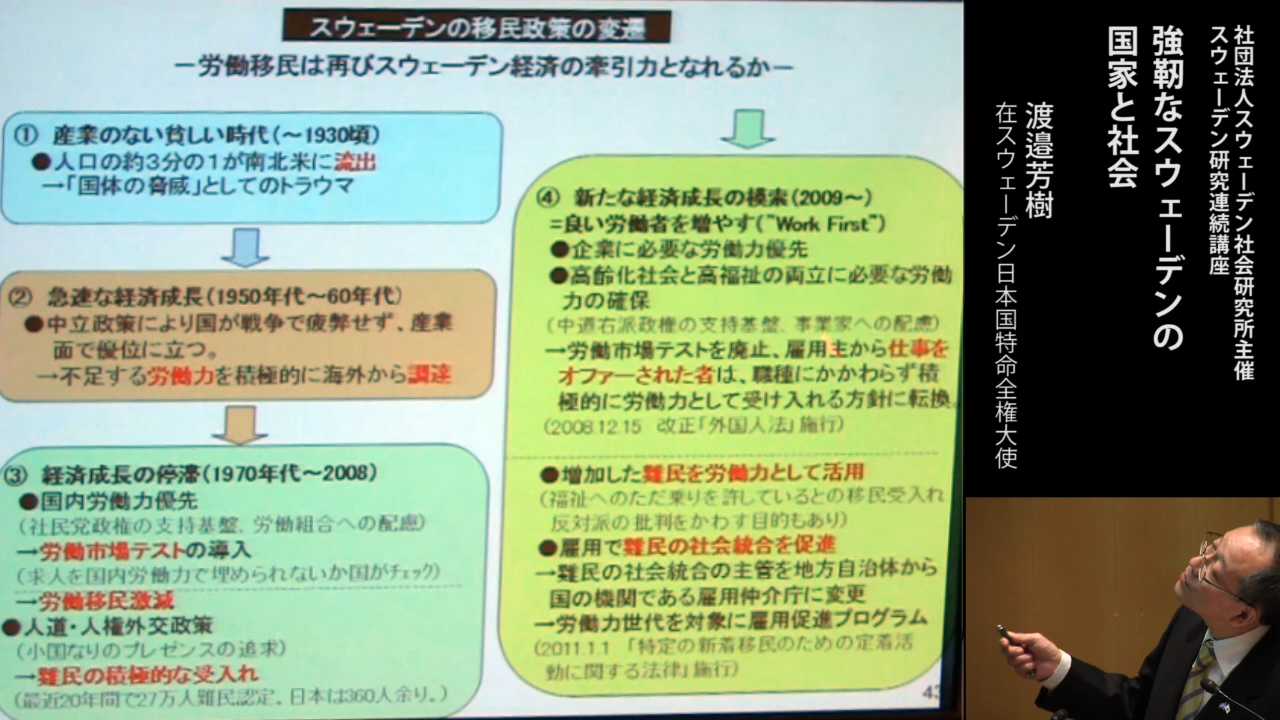 スウェーデンの移民政策の変遷
－労働移民は再びスウェーデン経済の牽引力となれるか－
① 産業のない貧しい時代(～1930頃)
●人口の約3分の1が南北米に流出
→「国体の脅威」としてのトラウマ
② 急速な経済成長(1950年代～60年代)
●中立政策により国が戦争で疲弊せず、産業
面で優位に立つ。
→不足する労働力を積極的に海外から調達
③ 経済成長の停滞(1970年代～2008)
●国内労働力優先
(社民党政権の支持基盤、労働組合への配慮)
→労働市場テストの導入
(求人を国内労働力で埋められないか国がチェック)
→労働移民激減
●人道・人権外交政策
(小国なりのプレゼンスの追求)
→難民の積極的な受入れ
(最近20年間で27万人難民認定。日本は360人余り。)
④ 新たな経済成長の模索(2009～)
=良い労働者を増やす("Work First")
●企業に必要な労働力優先
●高齢化社会と高福祉の両立に必要な労働
力の確保
(中道右派政権の支持基盤、事業家への配慮)
→労働市場テストを廃止、雇用主から仕事を
オファーされた者は、職種にかかわらず積
極的に労働力として受け入れる方針に転換。
(2008.12.15 改正「外国人法」施行)
●増加した難民を労働力として活用
(福祉へのただ乗りを許しているとの移民受入れ
反対派の批判をかわす目的もあり)
●雇用で難民の社会統合を促進
→難民の社会統合の主管を地方自治体から
国の機関である雇用仲介庁に変更
→労働力世代を対象に雇用促進プログラム
(2011.1.1 「特定の新着移民のための定着活
動に関する法律」施行)
43
社団法人スウェーデン社会研究所主催
スウェーデン研究連続講座
強靭なスウェーデンの
国家と社会
渡邉芳樹
在スウェーデン日本国特命全権大使